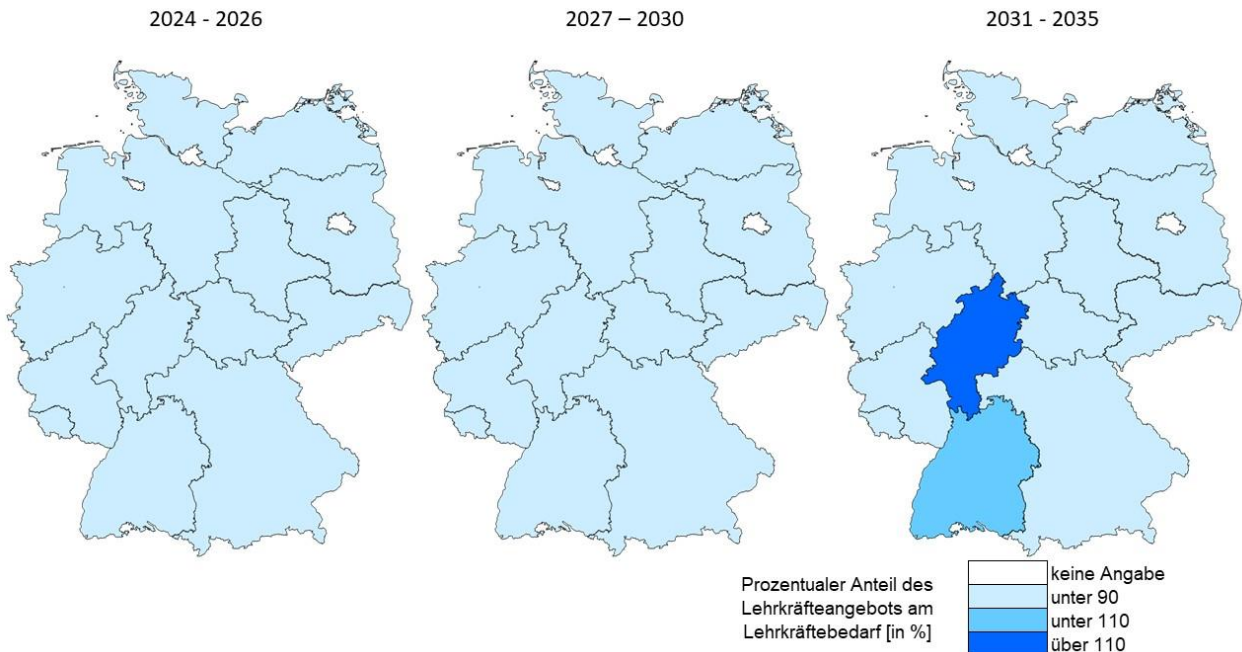 2024 - 2026
2027 – 2030
2031 - 2035
Prozentualer Anteil des
Lehrkräfteangebots am
Lehrkräftebedarf [in %]
keine Angabe
unter 90
unter 110
über 110